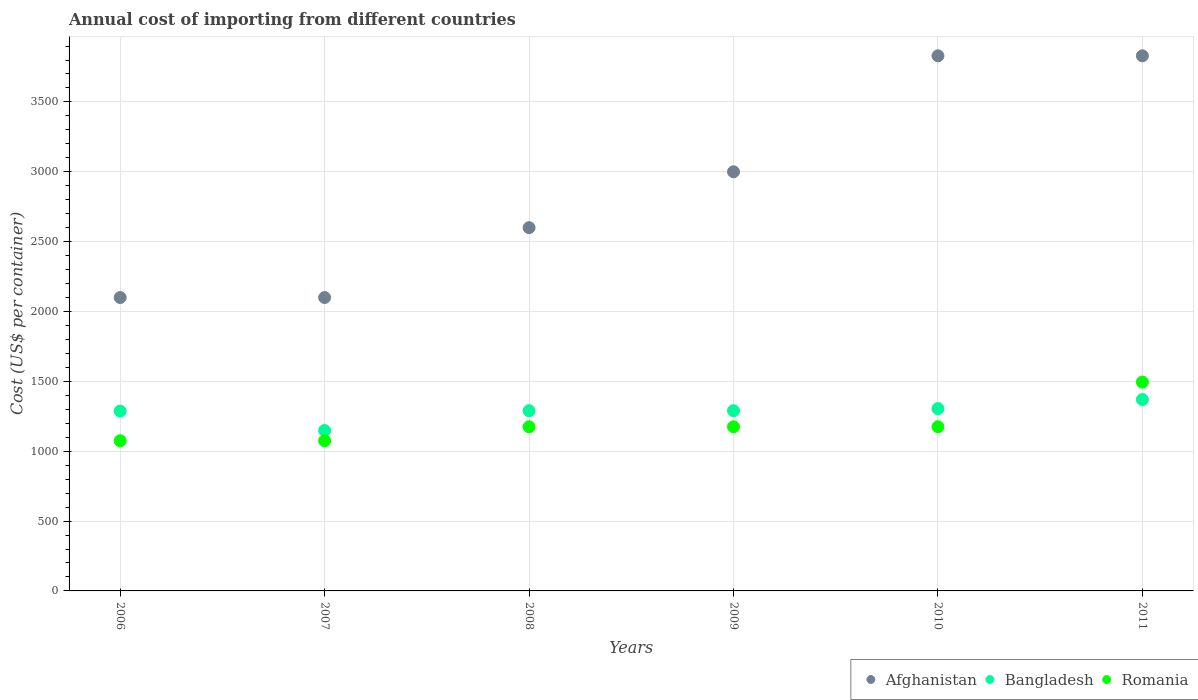 Annual cost of importing from different countries
Cost (US$ per container)
3500
3000
2500
2000
1500
1000
500
0
2006
2007
2008
2009
2010
2011
Years
Afghanistan
Bangladesh
Romania